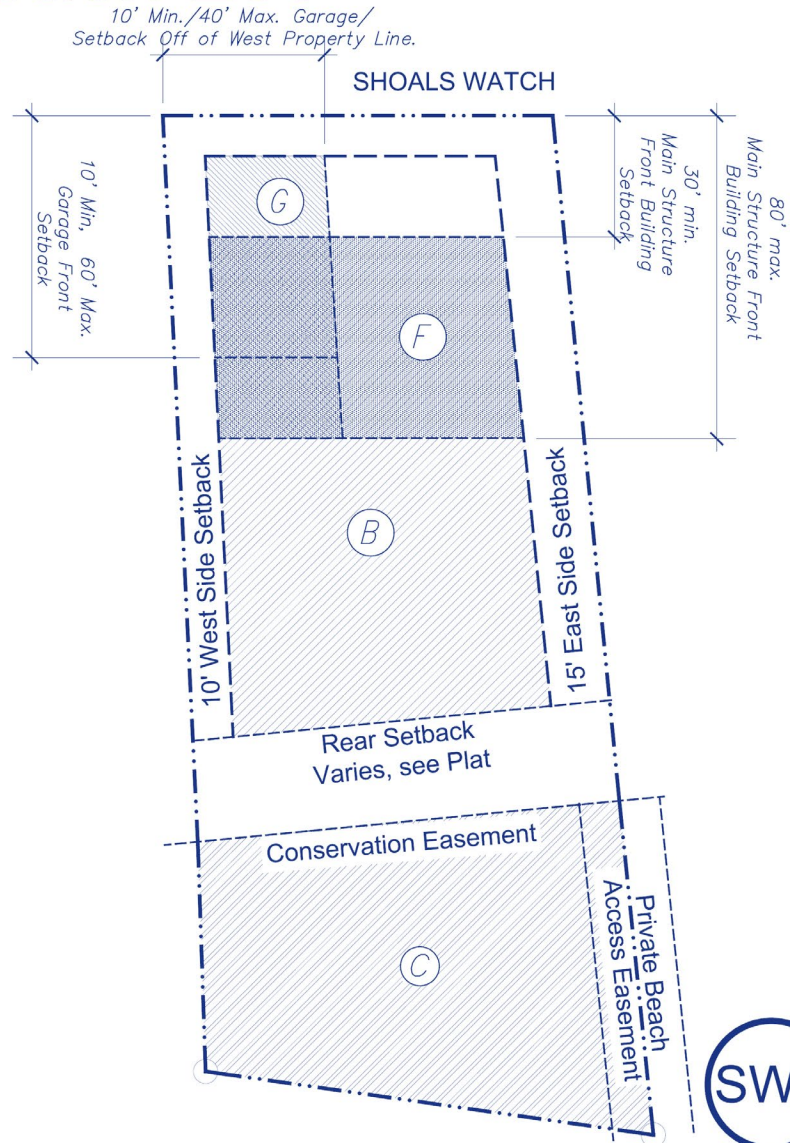 10' Min./40' Max. Garage/
Setback Off of West Property Line.
SHOALS WATCH
10' Min, 60' Max.
Garage Front
Setback
G
F
30' min.
Main Structure
Front Building
Setback
80' max.
Main Structure Front
Building Setback
B
10' West Side Setback
15' East Side Setback
Rear Setback
Varies, see Plat
Conservation Easement
C
Private Beach
Access Easement
SW